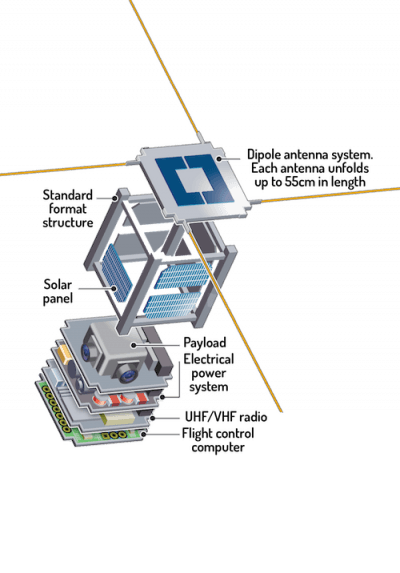 Dipole antenna system.
Each antenna unfolds
up to 55cm in length
Standard
format
structure
Solar
panel
Payload
Electrical
power
system
UHF/VHF radio
Flight control
computer